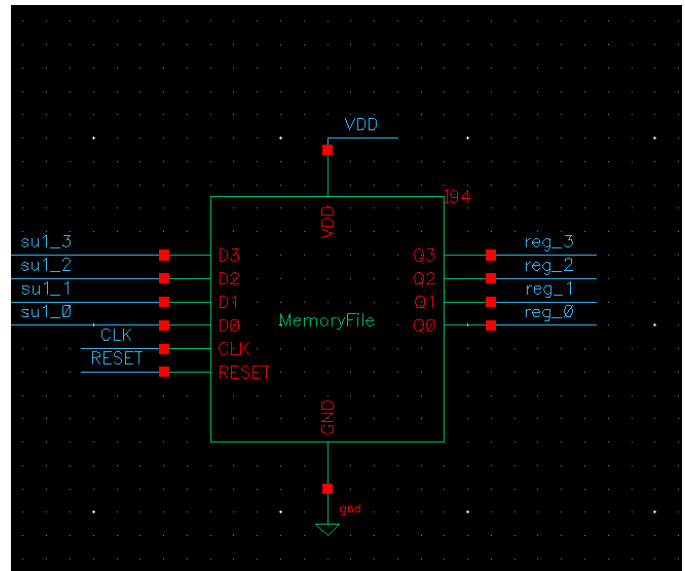 VDD
VDD
I94
su1_3
D3
Q3
reg_3
su1_2
D2
Q2
reg_2
su1_1
D1
Q1
reg_1
su1_0
D0
MemoryFile
Q0
reg_0
CLK
CLK
RESET
RESET
GND
gnd